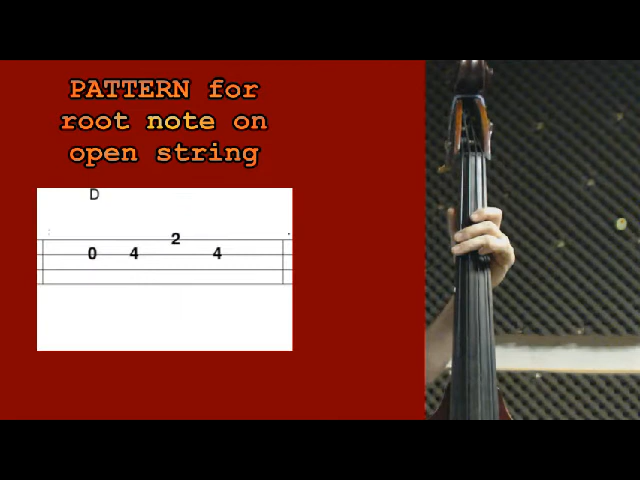 PATTERN for
root note on
open string
D
2
0 4 4